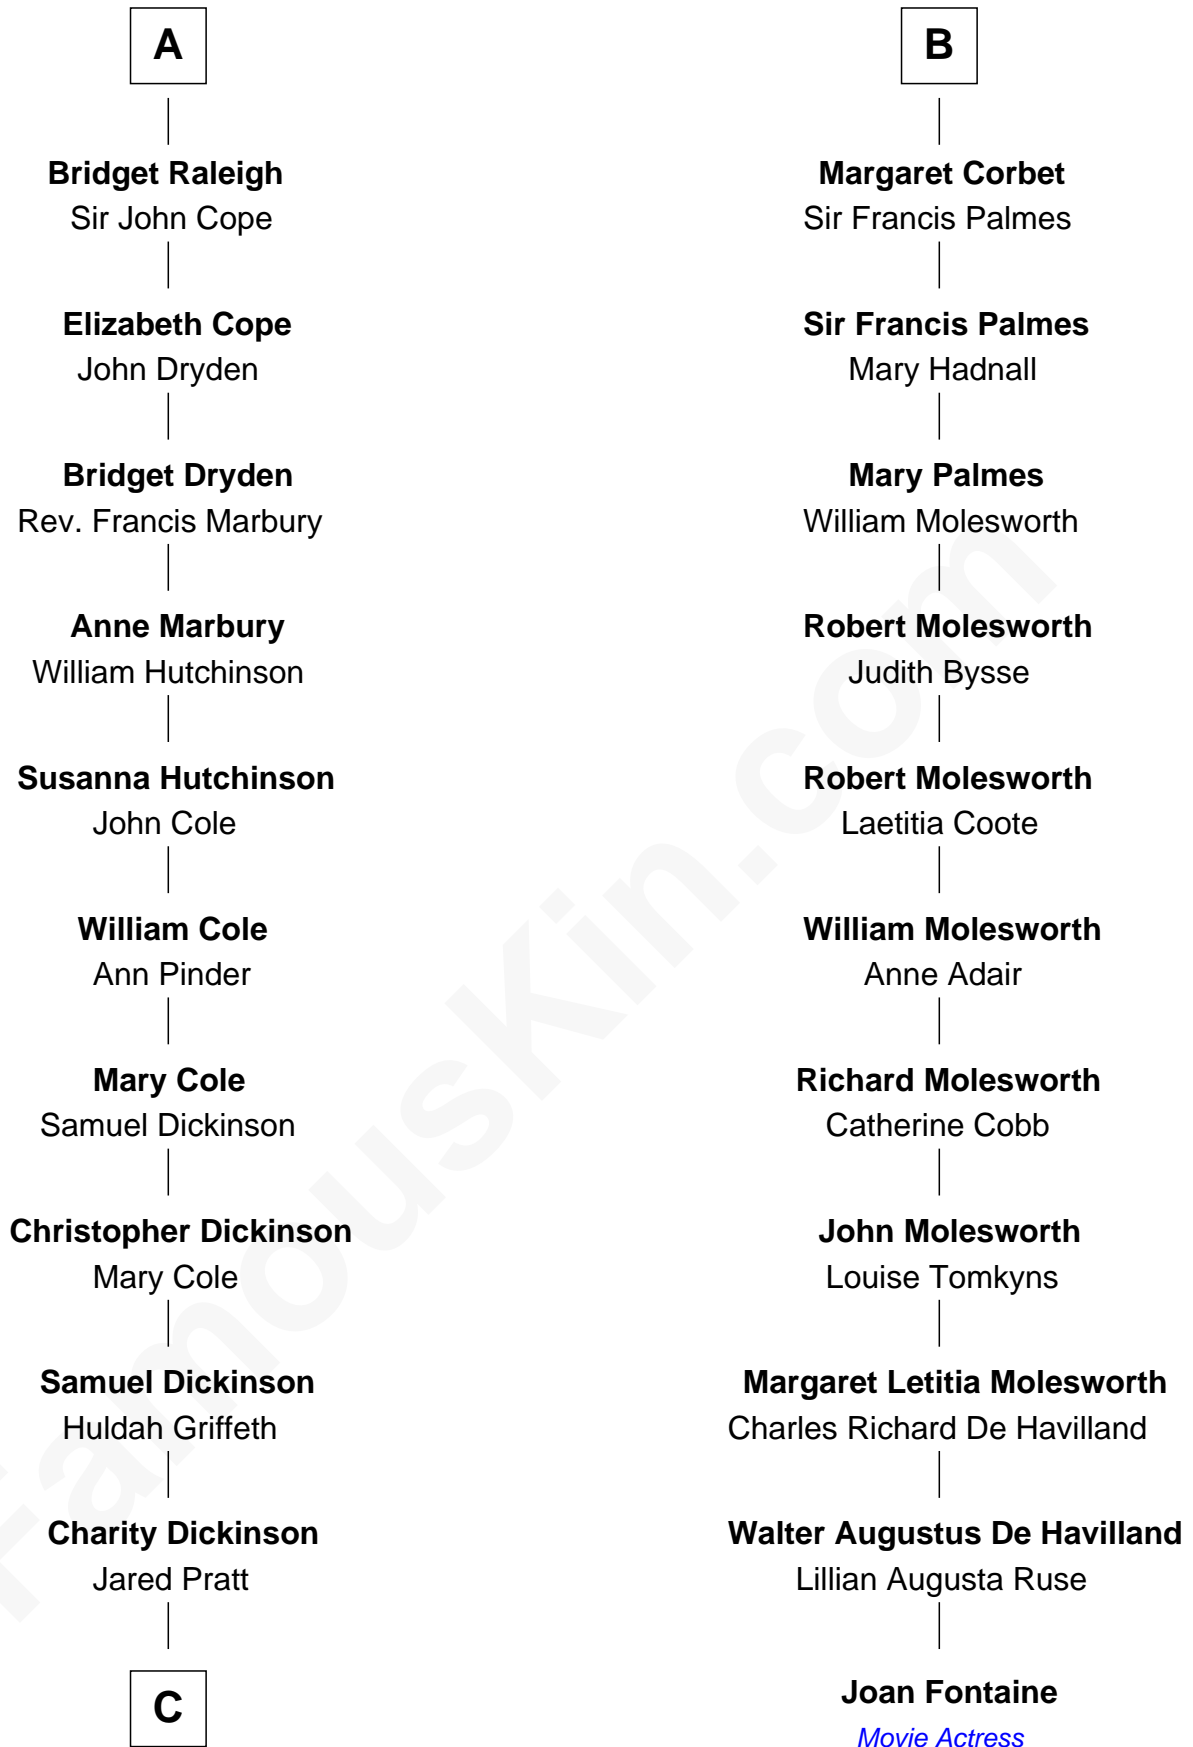 A
Bridget Raleigh
Sir John Cope
Elizabeth Cope
John Dryden
Bridget Dryden
Rev. Francis Marbury
Anne Marbury
William Hutchinson
Susanna Hutchinson
John Cole
William Cole
Ann Pinder
Mary Cole
Samuel Dickinson
Christopher Dickinson
Mary Cole
Samuel Dickinson
Huldah Griffeth
Charity Dickinson
Jared Pratt
C
B
Margaret Corbet
Sir Francis Palmes
Sir Francis Palmes
Mary Hadnall
Mary Palmes
William Molesworth
Robert Molesworth
Judith Bysse
Robert Molesworth
Laetitia Coote
William Molesworth
Anne Adair
Richard Molesworth
Catherine Cobb
John Molesworth
Louise Tomkyns
Margaret Letitia Molesworth
Charles Richard De Havilland
Walter Augustus De Havilland
Lillian Augusta Ruse
Joan Fontaine
Movie Actress
FamousKin.com